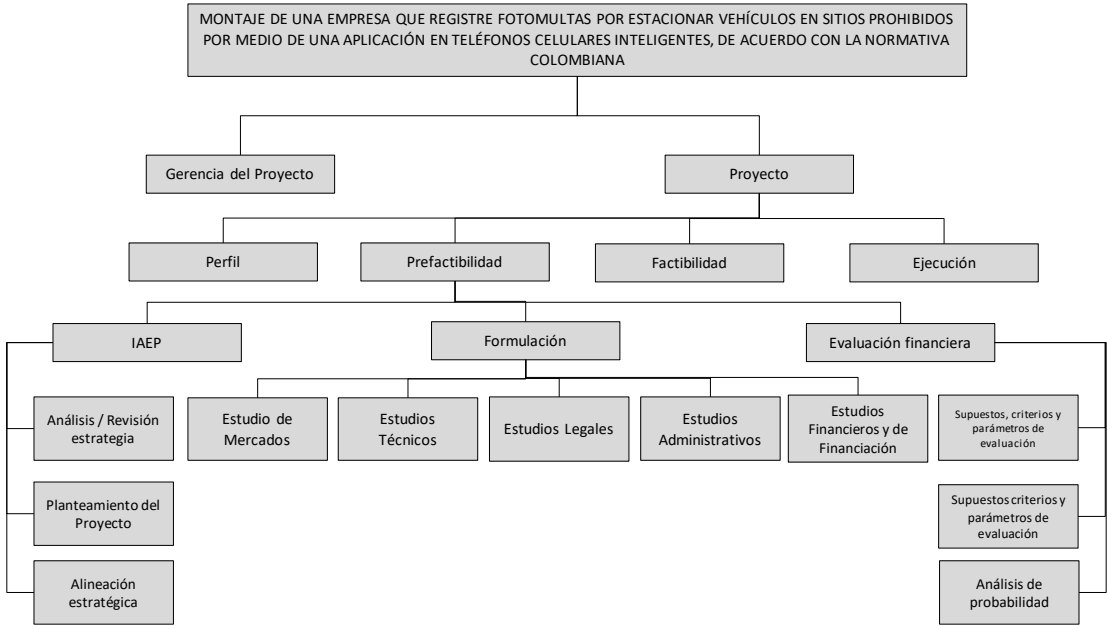 MONTAJE DE UNA EMPRESA QUE REGISTRE FOTOMULTAS POR ESTACIONAR VEHÍCULOS EN SITIOS PROHIBIDOS
POR MEDIO DE UNA APLICACIÓN EN TELÉFONOS CELULARES INTELIGENTES, DE ACUERDO CON LA NORMATIVA
COLOMBIANA
Gerencia del Proyecto
Proyecto
Perfil
Prefactibilidad
Factibilidad
Ejecución
IAEP
Formulación
Evaluación financiera
Análisis / Revisión
estrategia
Estudio de
Mercados
Estudios
Técnicos
Estudios Legales
Estudios
Administrativos
Estudios
Financieros y de
Financiación
Supuestos, criterios y
parámetros de
evaluación
Planteamiento del
Proyecto
Supuestos criterios y
parámetros de
evaluación
Alineación
estratégica
Análisis de
probabilidad